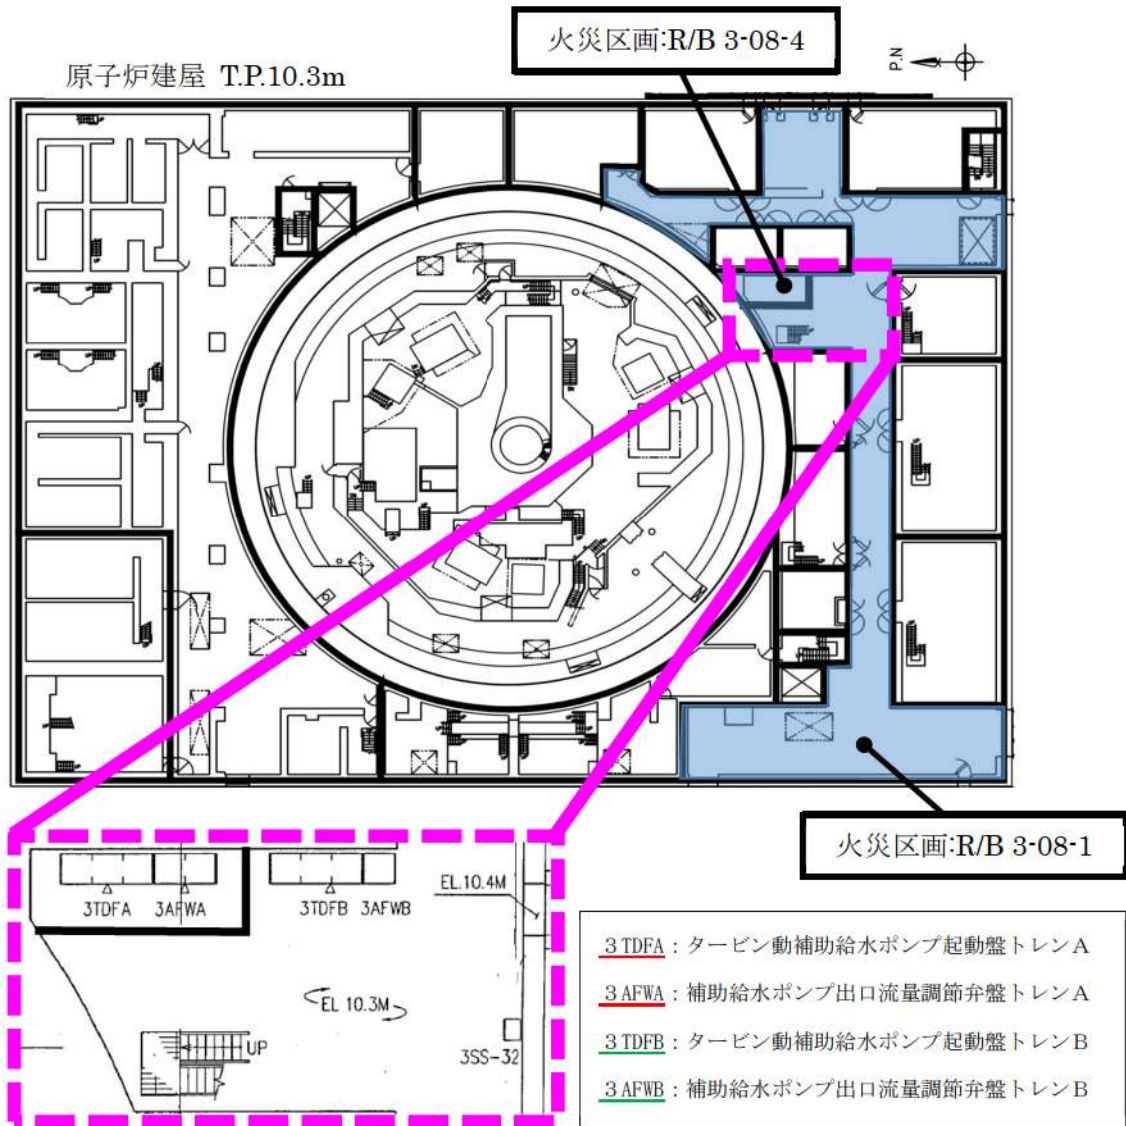 火災区画:R/B 3-08-4
P.N
原子炉建屋 T.P.10.3m
火災区画:R/B 3-08-1
3TDFA 3AFWA 3TDFB 3AFWB
EL.10.4M
EL 10.3M
UP
3SS-32
3TDFA：タービン動補助給水ポンプ起動盤トレンA
3AFWA：補助給水ポンプ出口流量調節弁盤トレンA
3TDFB：タービン動補助給水ポンプ起動盤トレンB
3AFWB：補助給水ポンプ出口流量調節弁盤トレンB